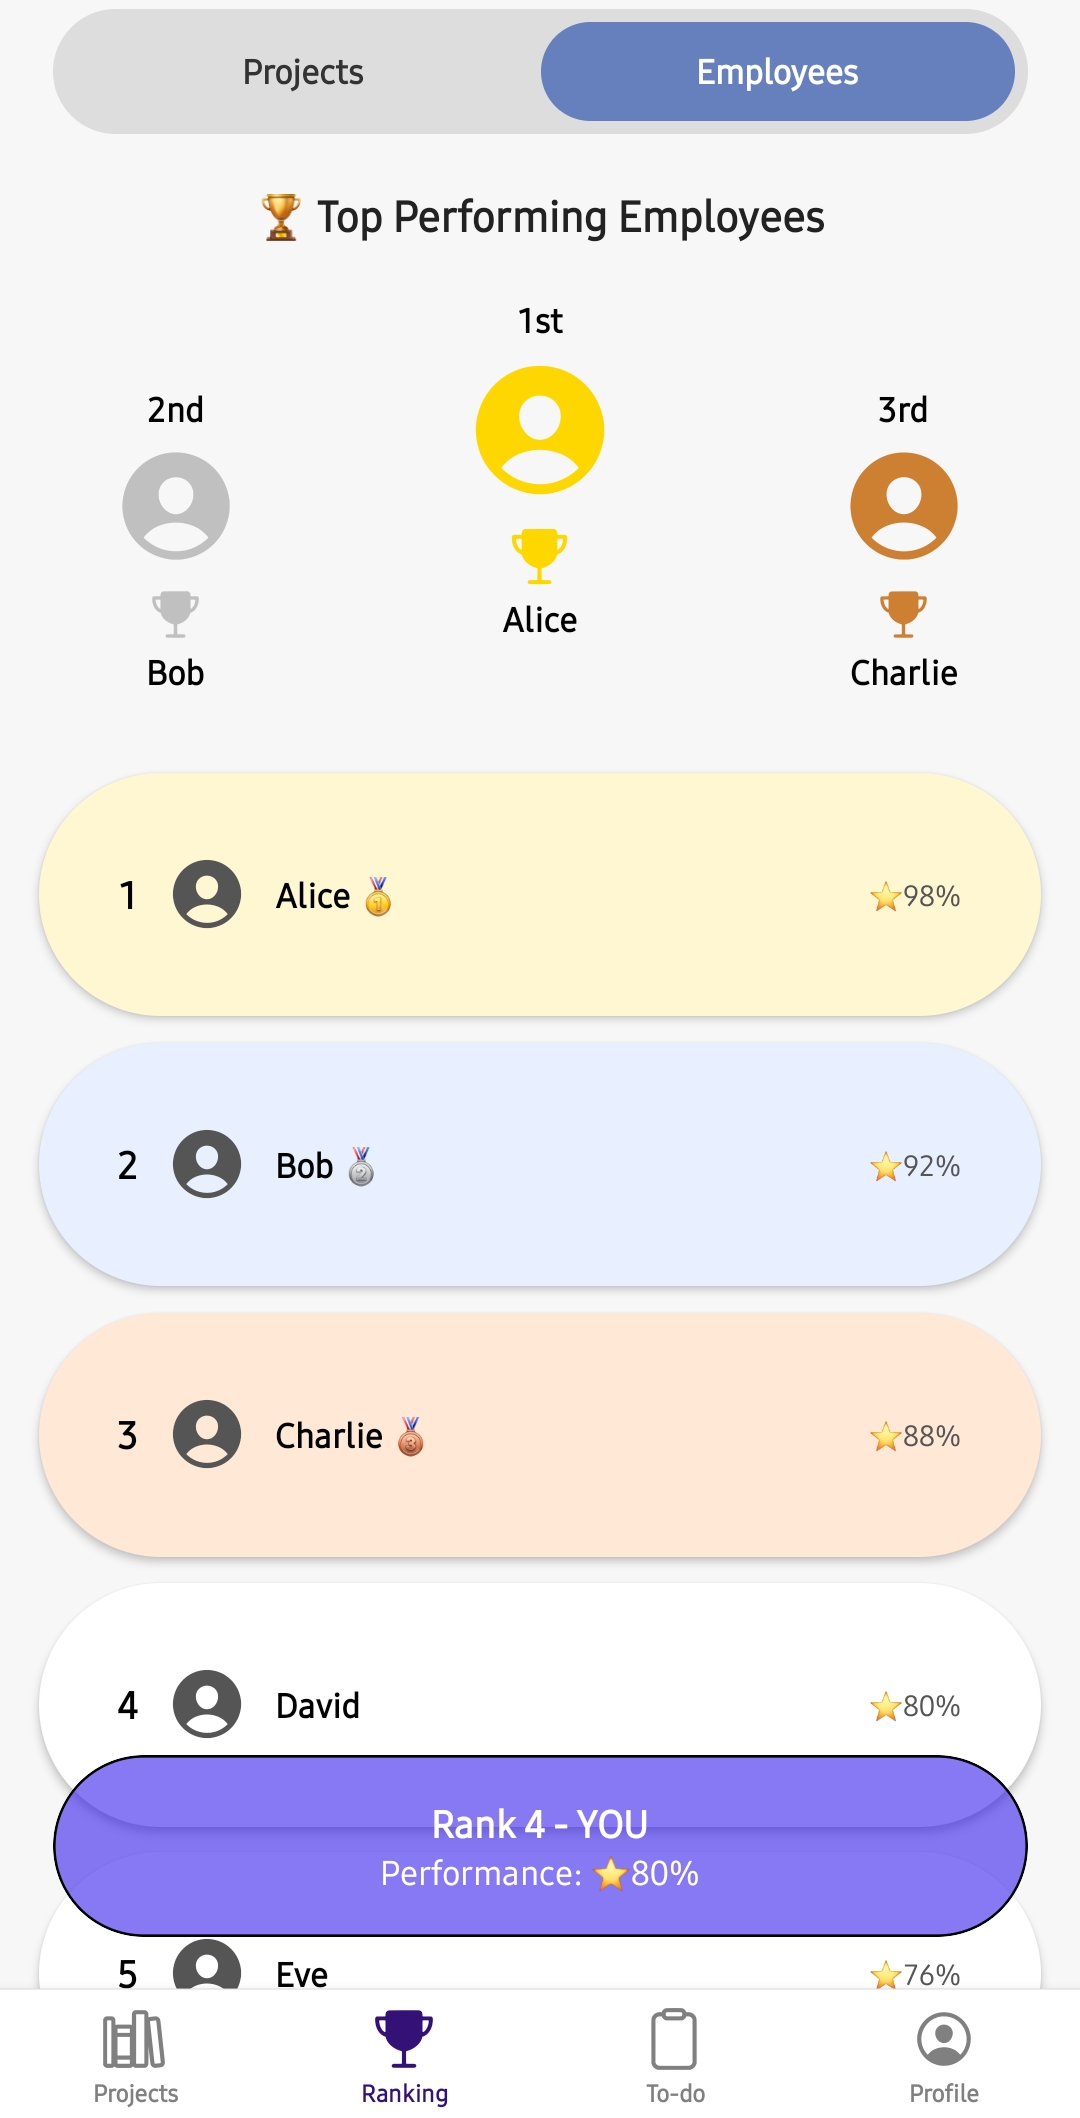 Projects Employees
🏆 Top Performing Employees
1st
2nd 3rd
Alice
Bob Charlie
1 Alice 🥇 ⭐98%
2 Bob 🥈 ⭐92%
3 Charlie 🥉 ⭐88%
4 David ⭐80%
Rank 4 - YOU
Performance: ⭐80%
5 Eve ⭐76%
Projects Ranking To-do Profile